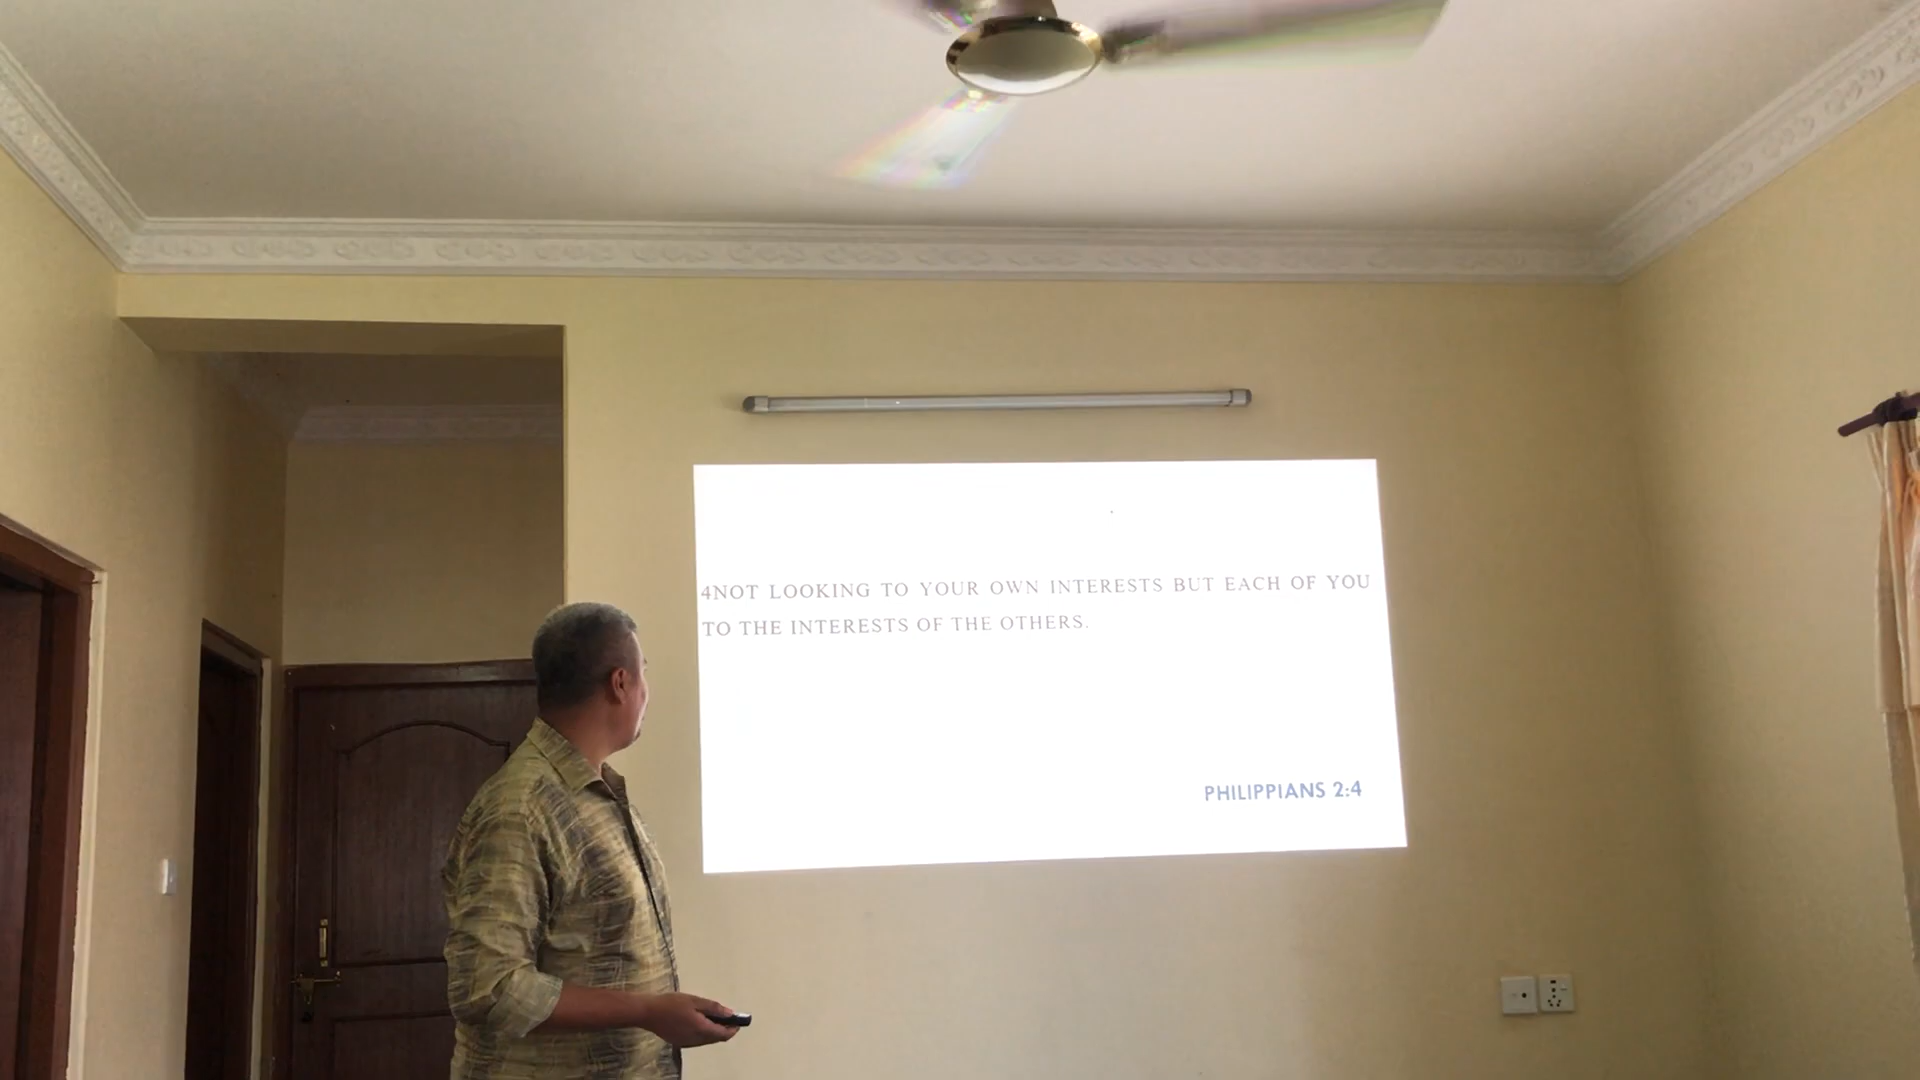 4NOT LOOKING TO YOUR OWN INTERESTS BUT EACH OF YOU
TO THE INTERESTS OF THE OTHERS.
PHILIPPIANS 2:4